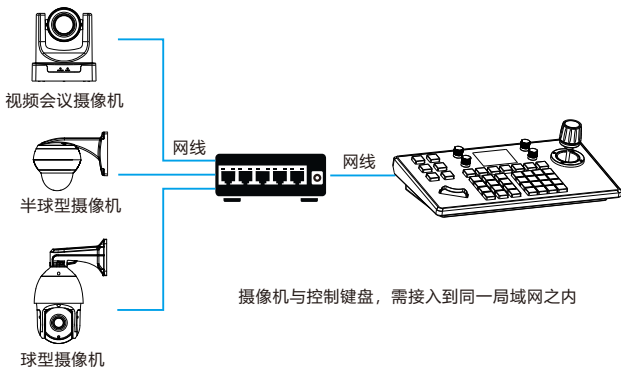 视频会议摄像机
网线
网线
半球型摄像机
摄像机与控制键盘，需接入到同一局域网之内
球型摄像机